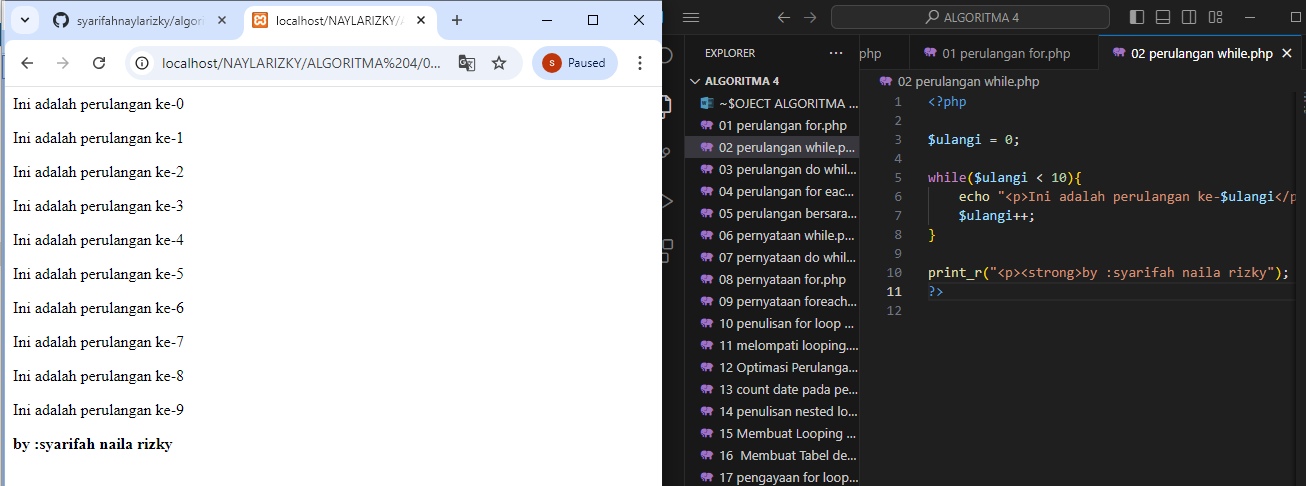 syarifahnaylarizky/algori
localhost/NAYLARIZKY/A
localhost/NAYLARIZKY/ALGORITMA%204/0...
S
Paused
Ini adalah perulangan ke-0
Ini adalah perulangan ke-1
Ini adalah perulangan ke-2
Ini adalah perulangan ke-3
Ini adalah perulangan ke-4
Ini adalah perulangan ke-5
Ini adalah perulangan ke-6
Ini adalah perulangan ke-7
Ini adalah perulangan ke-8
Ini adalah perulangan ke-9
by :syarifah naila rizky
ALGORITMA 4
EXPLORER
ALGORITMA 4
~$OJECT ALGORITMA ...
01 perulangan for.php
02 perulangan while.p...
03 perulangan do whil...
04 perulangan for eac...
05 perulangan bersara...
06 pernyataan while.p...
07 pernyataan do whil...
08 pernyataan for.php
09 pernyataan foreach...
10 penulisan for loop ...
11 melompati looping....
12 Optimasi Perulanga...
13 count date pada pe...
14 penulisan nested lo...
15 Membuat Looping ...
16 Membuat Tabel de...
17 pengayaan for loop...
php
01 perulangan for.php
02 perulangan while.php
02 perulangan while.php
1 <?php
2
3 $ulangi = 0;
4
5 while($ulangi < 10){
6 echo "<p>Ini adalah perulangan ke-$ulangi</p
7 $ulangi++;
8 }
9
10 print_r("<p><strong>by :syarifah naila rizky");
11 ?>
12